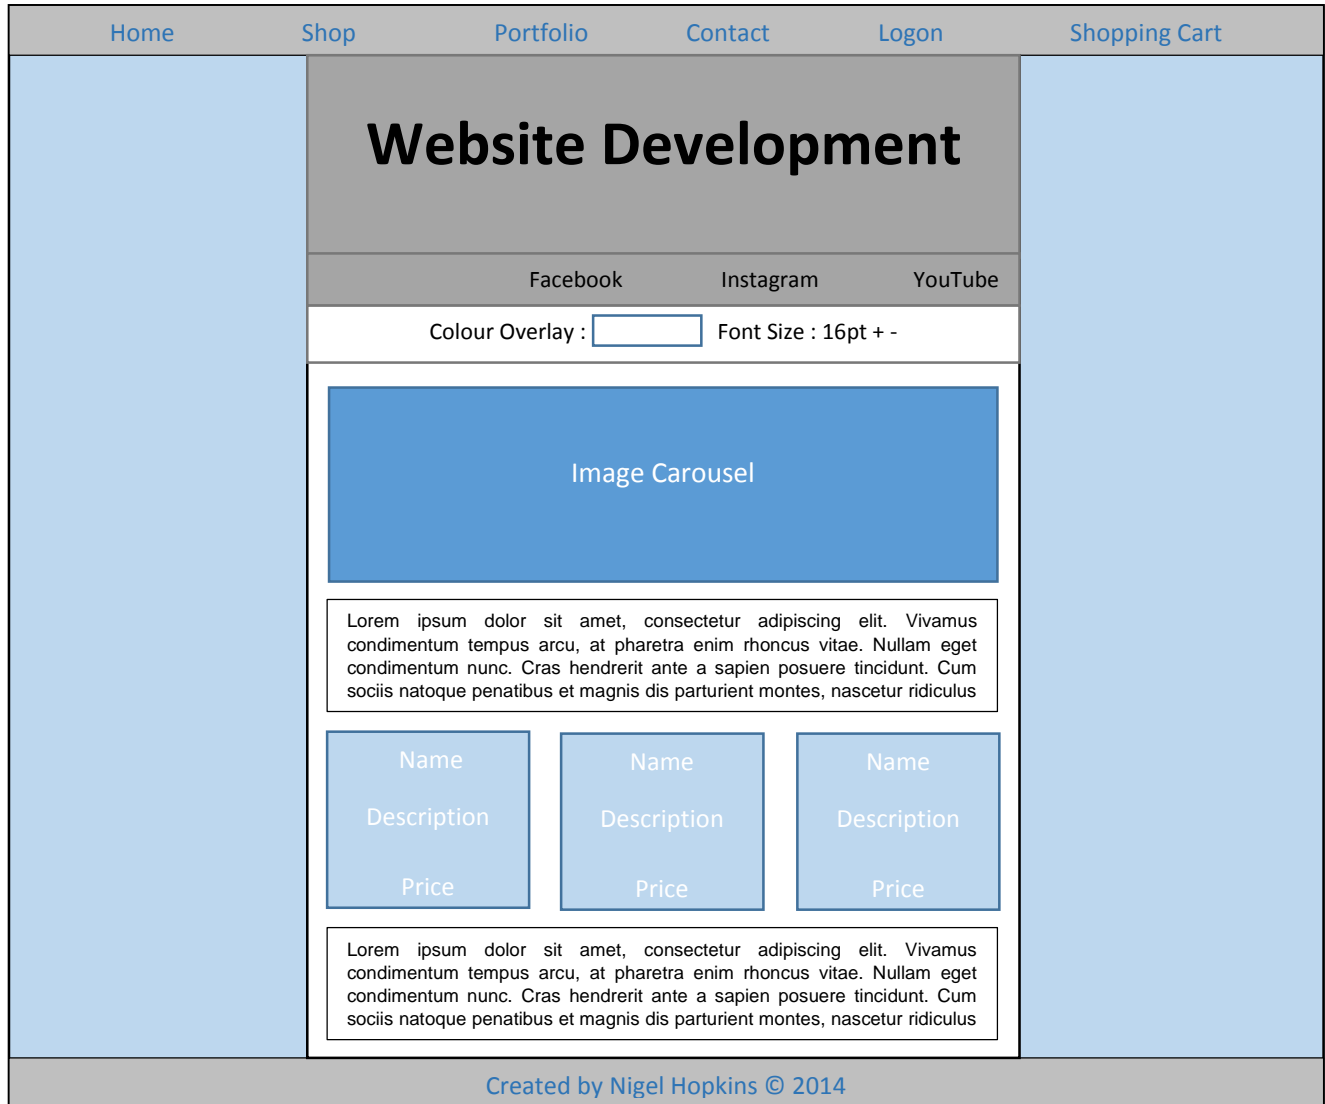 Home Shop Portfolio Contact Logon Shopping Cart
Website Development
Facebook Instagram YouTube
Colour Overlay : Font Size : 16pt + -
Image Carousel
Lorem ipsum dolor sit amet, consectetur adipiscing elit. Vivamus
condimentum tempus arcu, at pharetra enim rhoncus vitae. Nullam eget
condimentum nunc. Cras hendrerit ante a sapien posuere tincidunt. Cum
sociis natoque penatibus et magnis dis parturient montes, nascetur ridiculus
Name Name Name
Description Description Description
Price Price Price
Lorem ipsum dolor sit amet, consectetur adipiscing elit. Vivamus
condimentum tempus arcu, at pharetra enim rhoncus vitae. Nullam eget
condimentum nunc. Cras hendrerit ante a sapien posuere tincidunt. Cum
sociis natoque penatibus et magnis dis parturient montes, nascetur ridiculus
Created by Nigel Hopkins © 2014